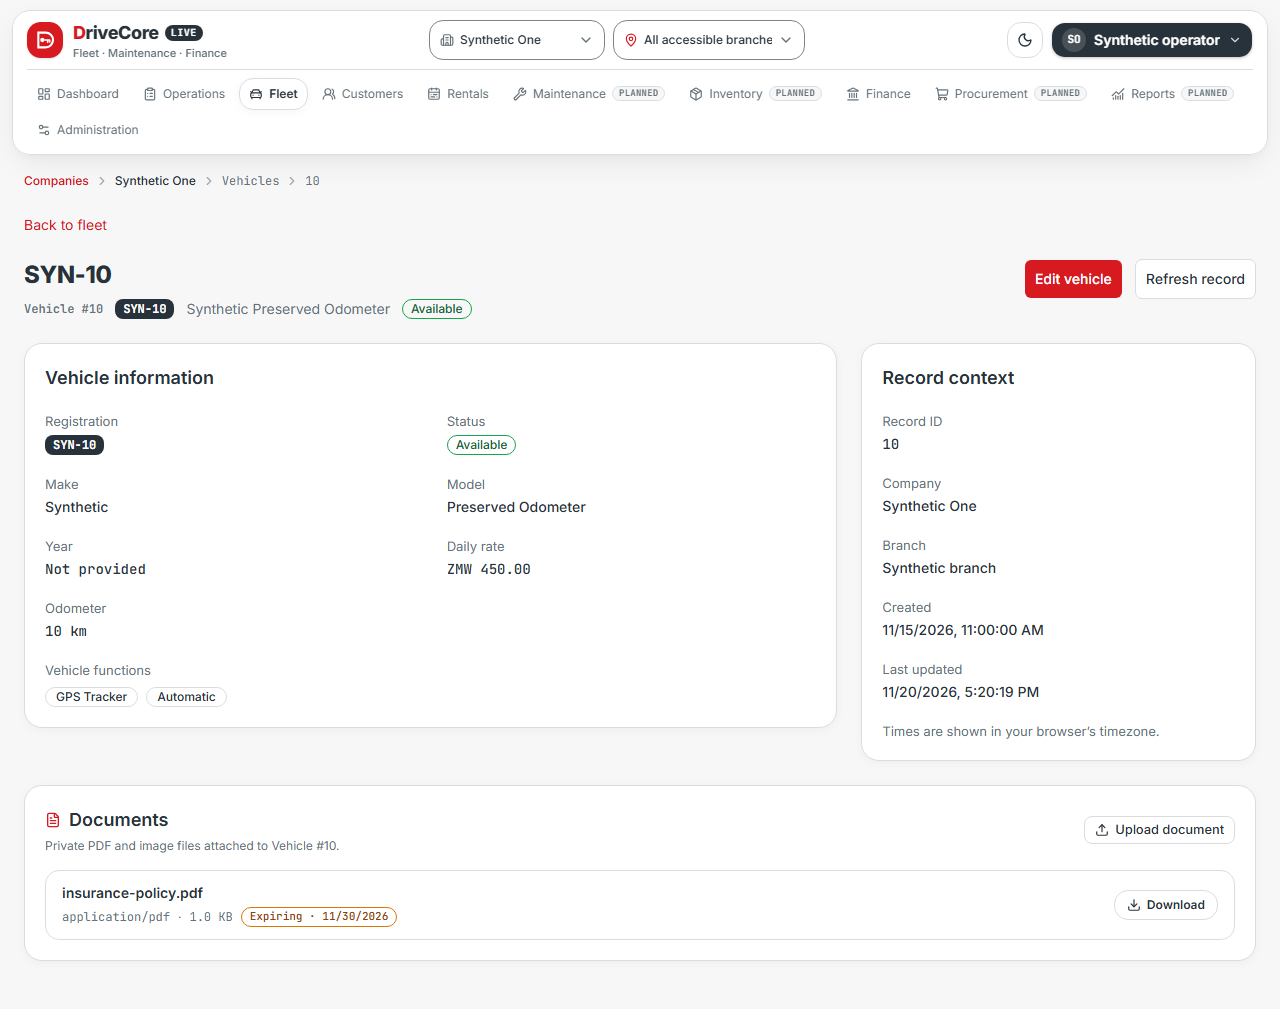 DriveCore LIVE
Fleet · Maintenance · Finance
Synthetic One
All accessible branche
SO Synthetic operator
Dashboard
Operations
Fleet
Customers
Rentals
Maintenance PLANNED
Inventory PLANNED
Finance
Procurement PLANNED
Reports PLANNED
Administration
Companies > Synthetic One > Vehicles > 10
Back to fleet
SYN-10
Edit vehicle
Refresh record
Vehicle #10 SYN-10 Synthetic Preserved Odometer Available
Vehicle information
Registration
SYN-10
Status
Available
Make
Synthetic
Model
Preserved Odometer
Year
Not provided
Daily rate
ZMW 450.00
Odometer
10 km
Vehicle functions
GPS Tracker
Automatic
Record context
Record ID
10
Company
Synthetic One
Branch
Synthetic branch
Created
11/15/2026, 11:00:00 AM
Last updated
11/20/2026, 5:20:19 PM
Times are shown in your browser’s timezone.
Documents
Private PDF and image files attached to Vehicle #10.
Upload document
insurance-policy.pdf
application/pdf · 1.0 KB Expiring · 11/30/2026
Download